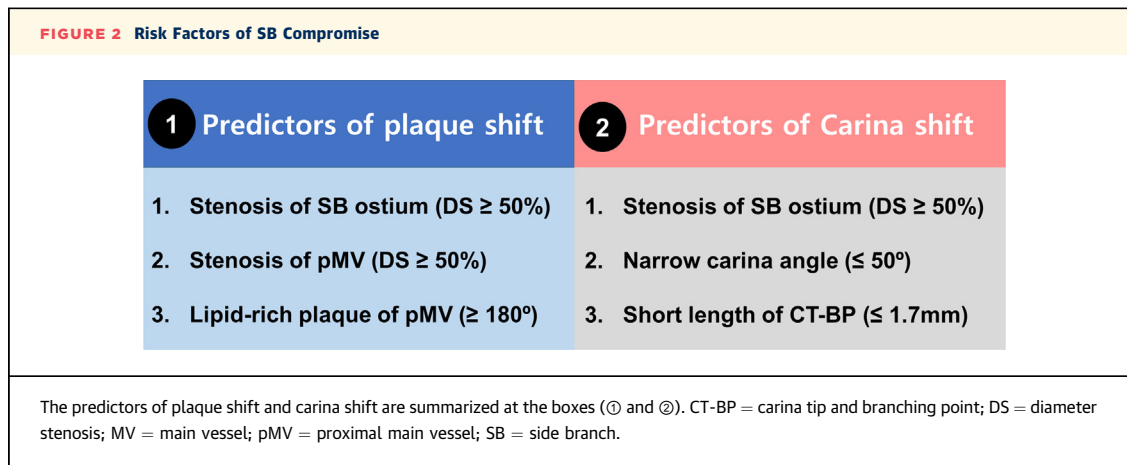 FIGURE 2 Risk Factors of SB Compromise
1 Predictors of plaque shift
1. Stenosis of SB ostium (DS ≥ 50%)
2. Stenosis of pMV (DS ≥ 50%)
3. Lipid-rich plaque of pMV (≥ 180º)
2 Predictors of Carina shift
1. Stenosis of SB ostium (DS ≥ 50%)
2. Narrow carina angle (≤ 50º)
3. Short length of CT-BP (≤ 1.7mm)
The predictors of plaque shift and carina shift are summarized at the boxes (① and ②). CT-BP = carina tip and branching point; DS = diameter
stenosis; MV = main vessel; pMV = proximal main vessel; SB = side branch.